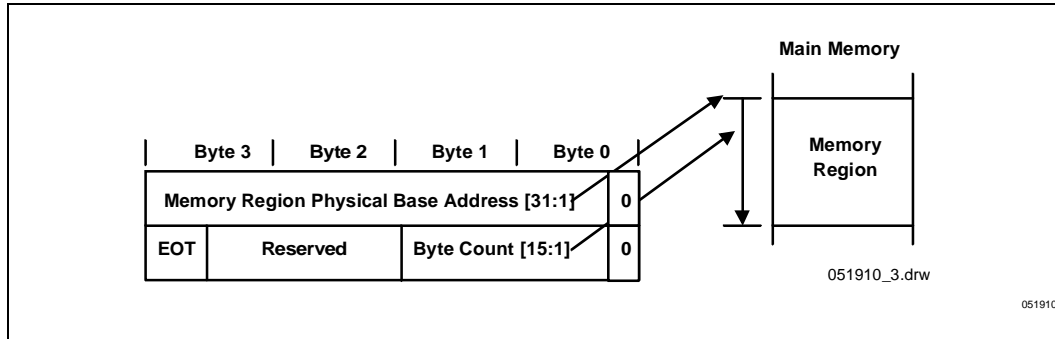 Main Memory
Byte 3 Byte 2 Byte 1 Byte 0
Memory
Region
Memory Region Physical Base Address [31:1] 0
EOT Reserved Byte Count [15:1] 0
051910_3.drw
051910